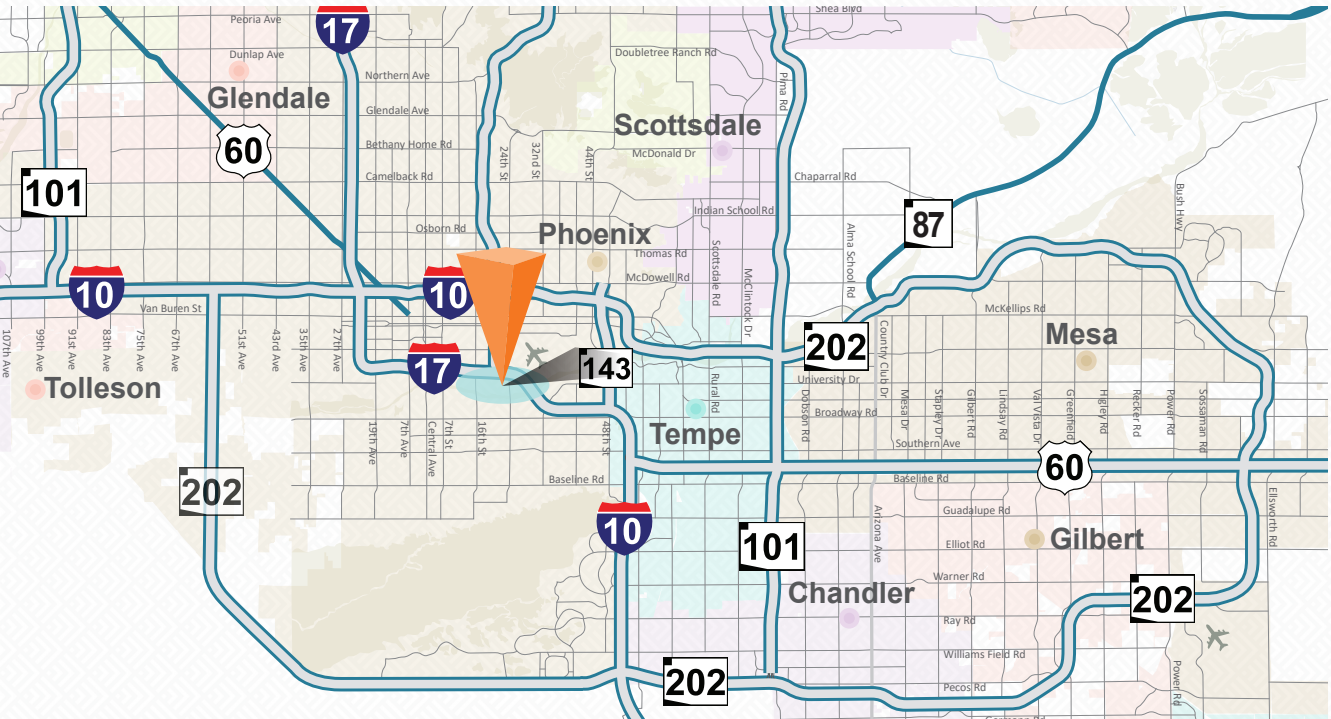 Shea Blvd
Peoria Ave
17
Dunlap Ave
Doubletree Ranch Rd
Northern Ave
Pima Rd
Glendale
Glendale Ave
Scottsdale
60
Bethany Home Rd
24th St
32nd St
44th St
McDonald Dr
Camelback Rd
Chaparral Rd
101
Indian School Rd
Bush Hwy
87
Osborn Rd
Phoenix
Alma School Rd
Thomas Rd
Scottsdale Rd
McDowell Rd
McClintock Dr
10
10
Van Buren St
McKellips Rd
107th Ave
99th Ave
91st Ave
83rd Ave
75th Ave
67th Ave
51st Ave
43rd Ave
35th Ave
27th Ave
202
Country Club Dr
Mesa
17
143
University Dr
Tolleson
Rural Rd
Dobson Rd
Broadway Rd
Mesa Dr
Stapley Dr
Gilbert Rd
Lindsay Rd
Val Vista Dr
Greenfield
Higley Rd
Recker Rd
Power Rd
Sossaman Rd
19th Ave
7th Ave
Central Ave
7th St
16th St
48th St
Tempe
Southern Ave
60
Baseline Rd
Baseline Rd
202
Ellsworth Rd
10
Guadalupe Rd
Arizona Ave
101
Elliot Rd
Gilbert
Warner Rd
Chandler
202
Ray Rd
Williams Field Rd
202
Pecos Rd
Power Rd